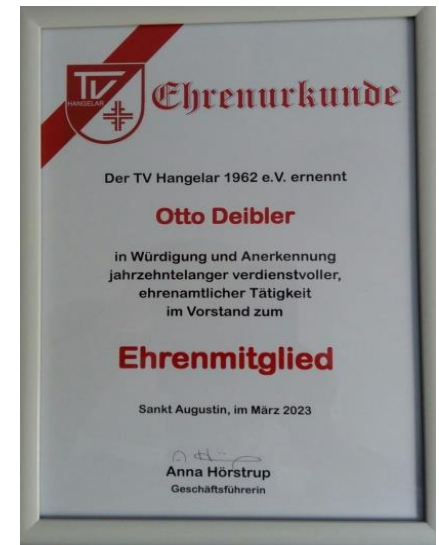 TV
HANGELAR
Ehrenurkunde
Der TV Hangelar 1962 e.V. ernennt
Otto Deibler
in Würdigung und Anerkennung
jahrzehntelanger verdienstvoller,
ehrenamtlicher Tätigkeit
im Vorstand zum
Ehrenmitglied
Sankt Augustin, im März 2023
Anna Hörstrup
Geschäftsführerin